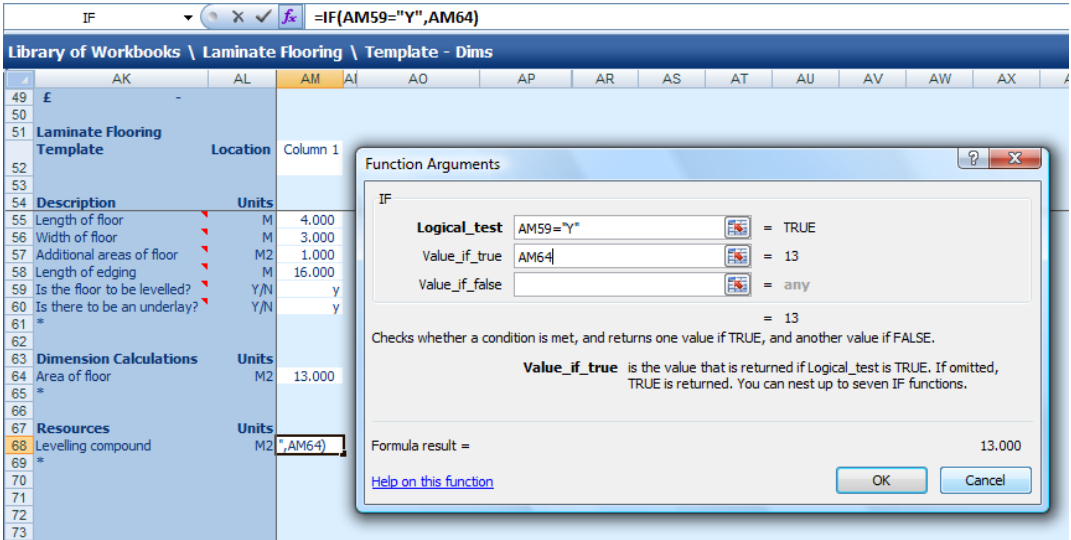 IF =IF(AM59="Y",AM64)
Library of Workbooks \ Laminate Flooring \ Template - Dims
AK AL AM AO AP AR AS AT AU AV AW AX
49 £ -
50
51 Laminate Flooring
52 Template Location Column 1
53
54 Description Units
55 Length of floor M 4.000
56 Width of floor M 3.000
57 Additional areas of floor M2 1.000
58 Length of edging M 16.000
59 Is the floor to be levelled? Y/N y
60 Is there to be an underlay? Y/N y
61 *
62
63 Dimension Calculations Units
64 Area of floor M2 13.000
65 *
66
67 Resources Units
68 Levelling compound M2 ",AM64)
69 *
70
71
72
73
Function Arguments
IF
Logical_test AM59="Y" = TRUE
Value_if_true AM64 = 13
Value_if_false = any
= 13
Checks whether a condition is met, and returns one value if TRUE, and another value if FALSE.
Value_if_true is the value that is returned if Logical_test is TRUE. If omitted,
TRUE is returned. You can nest up to seven IF functions.
Formula result = 13.000
Help on this function OK Cancel